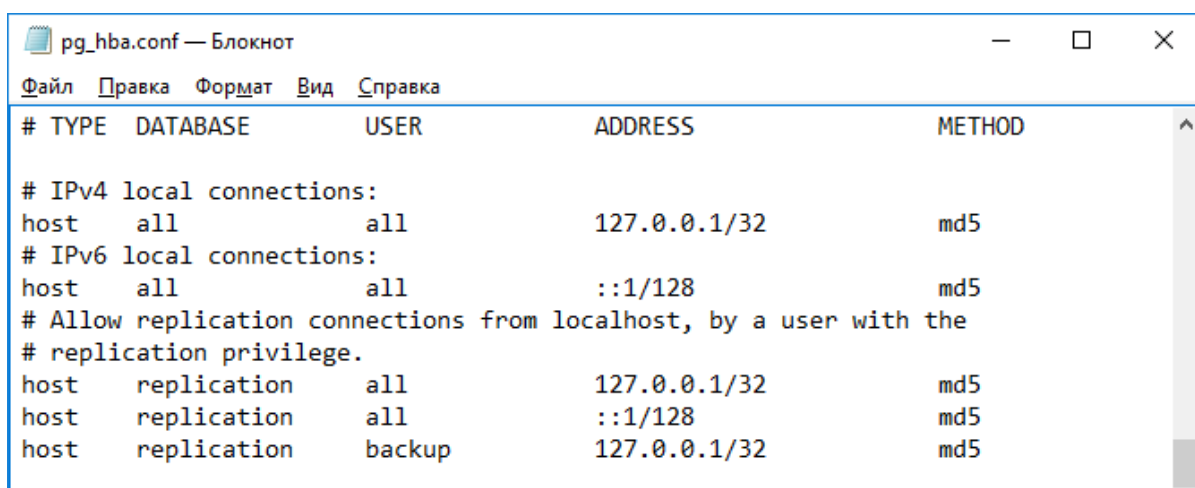 pg_hba.conf — Блокнот
Файл Правка Формат Вид Справка
# TYPE  DATABASE        USER            ADDRESS                 METHOD
# IPv4 local connections:
host    all             all             127.0.0.1/32            md5
# IPv6 local connections:
host    all             all             ::1/128                 md5
# Allow replication connections from localhost, by a user with the
# replication privilege.
host    replication     all             127.0.0.1/32            md5
host    replication     all             ::1/128                 md5
host    replication     backup          127.0.0.1/32            md5